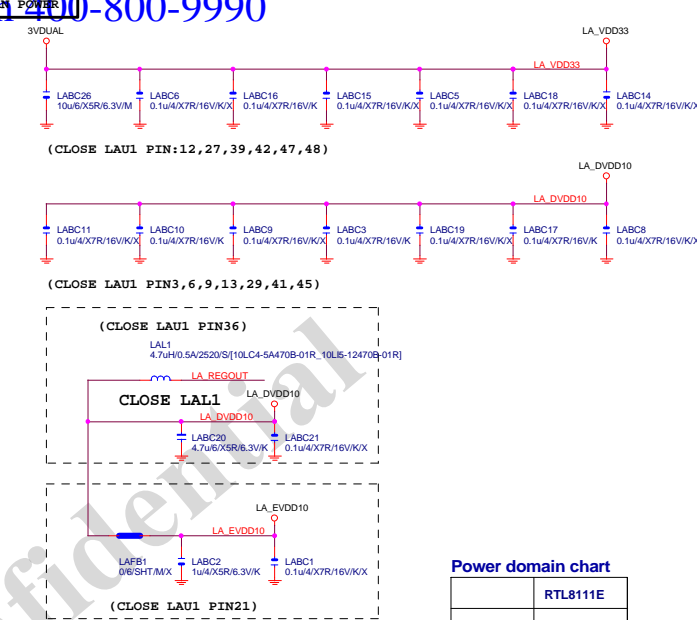 N POWER
400-800-9990
3VDUAL
LA_VDD33
LA_VDD33
LABC26
10u/6/X5R/6.3V/M
LABC6
0.1u/4/X7R/16V/K/X
LABC16
0.1u/4/X7R/16V/K
LABC15
0.1u/4/X7R/16V/K/X
LABC5
0.1u/4/X7R/16V/K/X
LABC18
0.1u/4/X7R/16V/K/X
LABC14
0.1u/4/X7R/16V/K/X
(CLOSE LAU1 PIN:12,27,39,42,47,48)
LA_DVDD10
LA_DVDD10
LABC11
0.1u/4/X7R/16V/K/X
LABC10
0.1u/4/X7R/16V/K
LABC9
0.1u/4/X7R/16V/K/X
LABC3
0.1u/4/X7R/16V/K
LABC19
0.1u/4/X7R/16V/K/X
LABC17
0.1u/4/X7R/16V/K
LABC8
0.1u/4/X7R/16V/K/X
(CLOSE LAU1 PIN3,6,9,13,29,41,45)
(CLOSE LAU1 PIN36)
LAL1
4.7uH/0.5A/2520/S/[10LC4-5A470B-01R_10LI5-12470B-01R]
LA_REGOUT
CLOSE LAL1
LA_DVDD10
LA_DVDD10
LABC20
4.7u/6/X5R/6.3V/K
LABC21
0.1u/4/X7R/16V/K/X
LA_EVDD10
LA_EVDD10
LAFB1
0/6/SHT/M/X
LABC2
1u/4/X5R/6.3V/K
LABC1
0.1u/4/X7R/16V/K/X
(CLOSE LAU1 PIN21)
Power domain chart
RTL8111E
nfidential